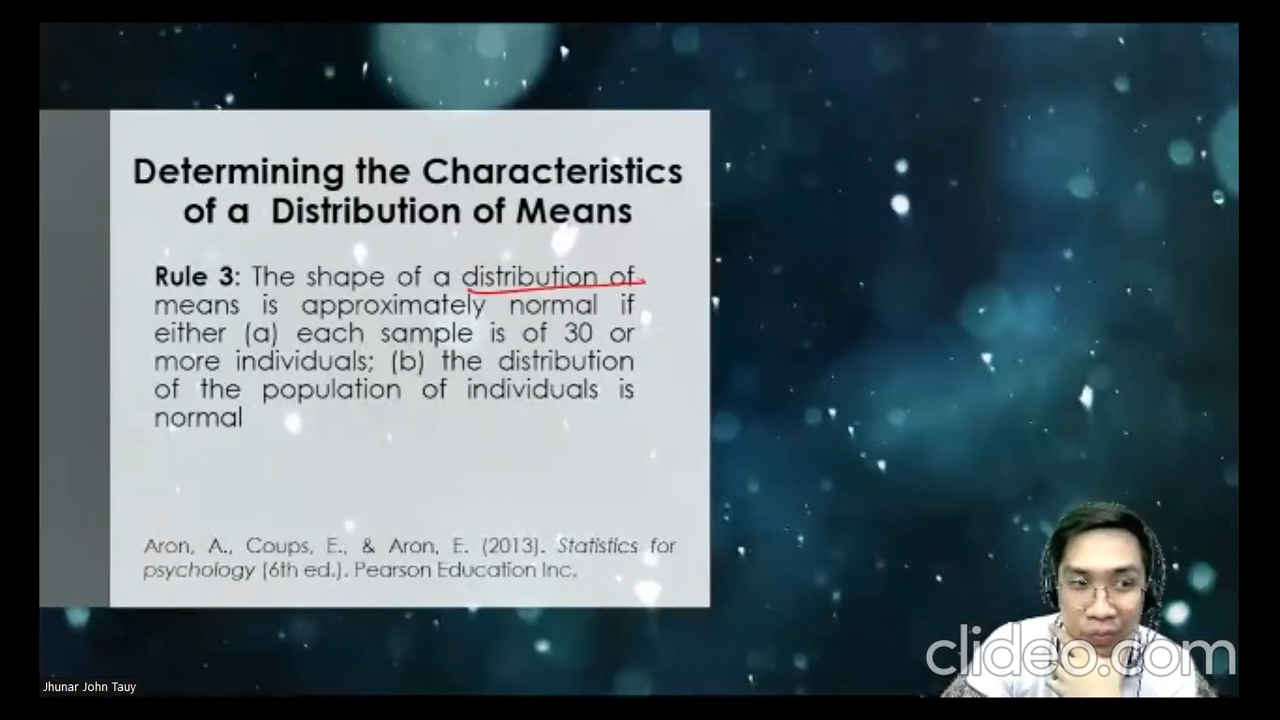 Determining the Characteristics
of a Distribution of Means
Rule 3: The shape of a distribution of
means is approximately normal if
either (a) each sample is of 30 or
more individuals; (b) the distribution
of the population of individuals is
normal
Aron, A., Coups, E., & Aron, E. (2013). Statistics for
psychology (6th ed.). Pearson Education Inc.
clideo.com
Jhunar John Tauy